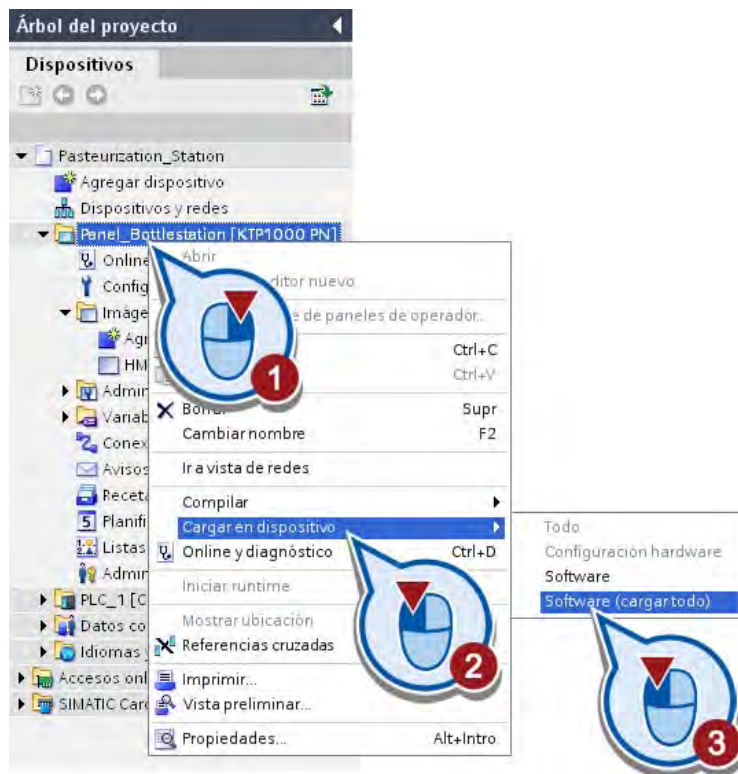 Árbol del proyecto
Dispositivos
Pasteurization_Station
Agregar dispositivo
Dispositivos y redes
Panel_Bottlestation [KTP1000 PN]
Online
Config
Imáge
Agr
HM
Admin
Variab
Conex
Avisos
Receta
Planifi
Listas
Admin
PLC_1 [C
Datos co
Idiomas
Accesos onl
SIMATIC Car
Abrir
ditor nuevo
e de paneles de operador...
Ctrl+C
Ctrl+V
Borrar Supr
Cambiar nombre F2
Ir a vista de redes
Compilar
Cargar en dispositivo
Online y diagnóstico Ctrl+D
Iniciar runtime
Mostrar ubicación
Referencias cruzadas
Imprimir...
Vista preliminar...
Propiedades... Alt+Intro
Todo
Configuración hardware
Software
Software (cargar todo)
1
2
3